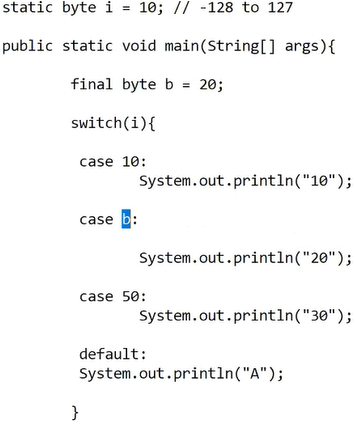 static byte i = 10; // -128 to 127
public static void main(String[] args){
final byte b = 20;
switch(i){
case 10:
System.out.println("10");
case b:
System.out.println("20");
case 50:
System.out.println("30");
default:
System.out.println("A");
}